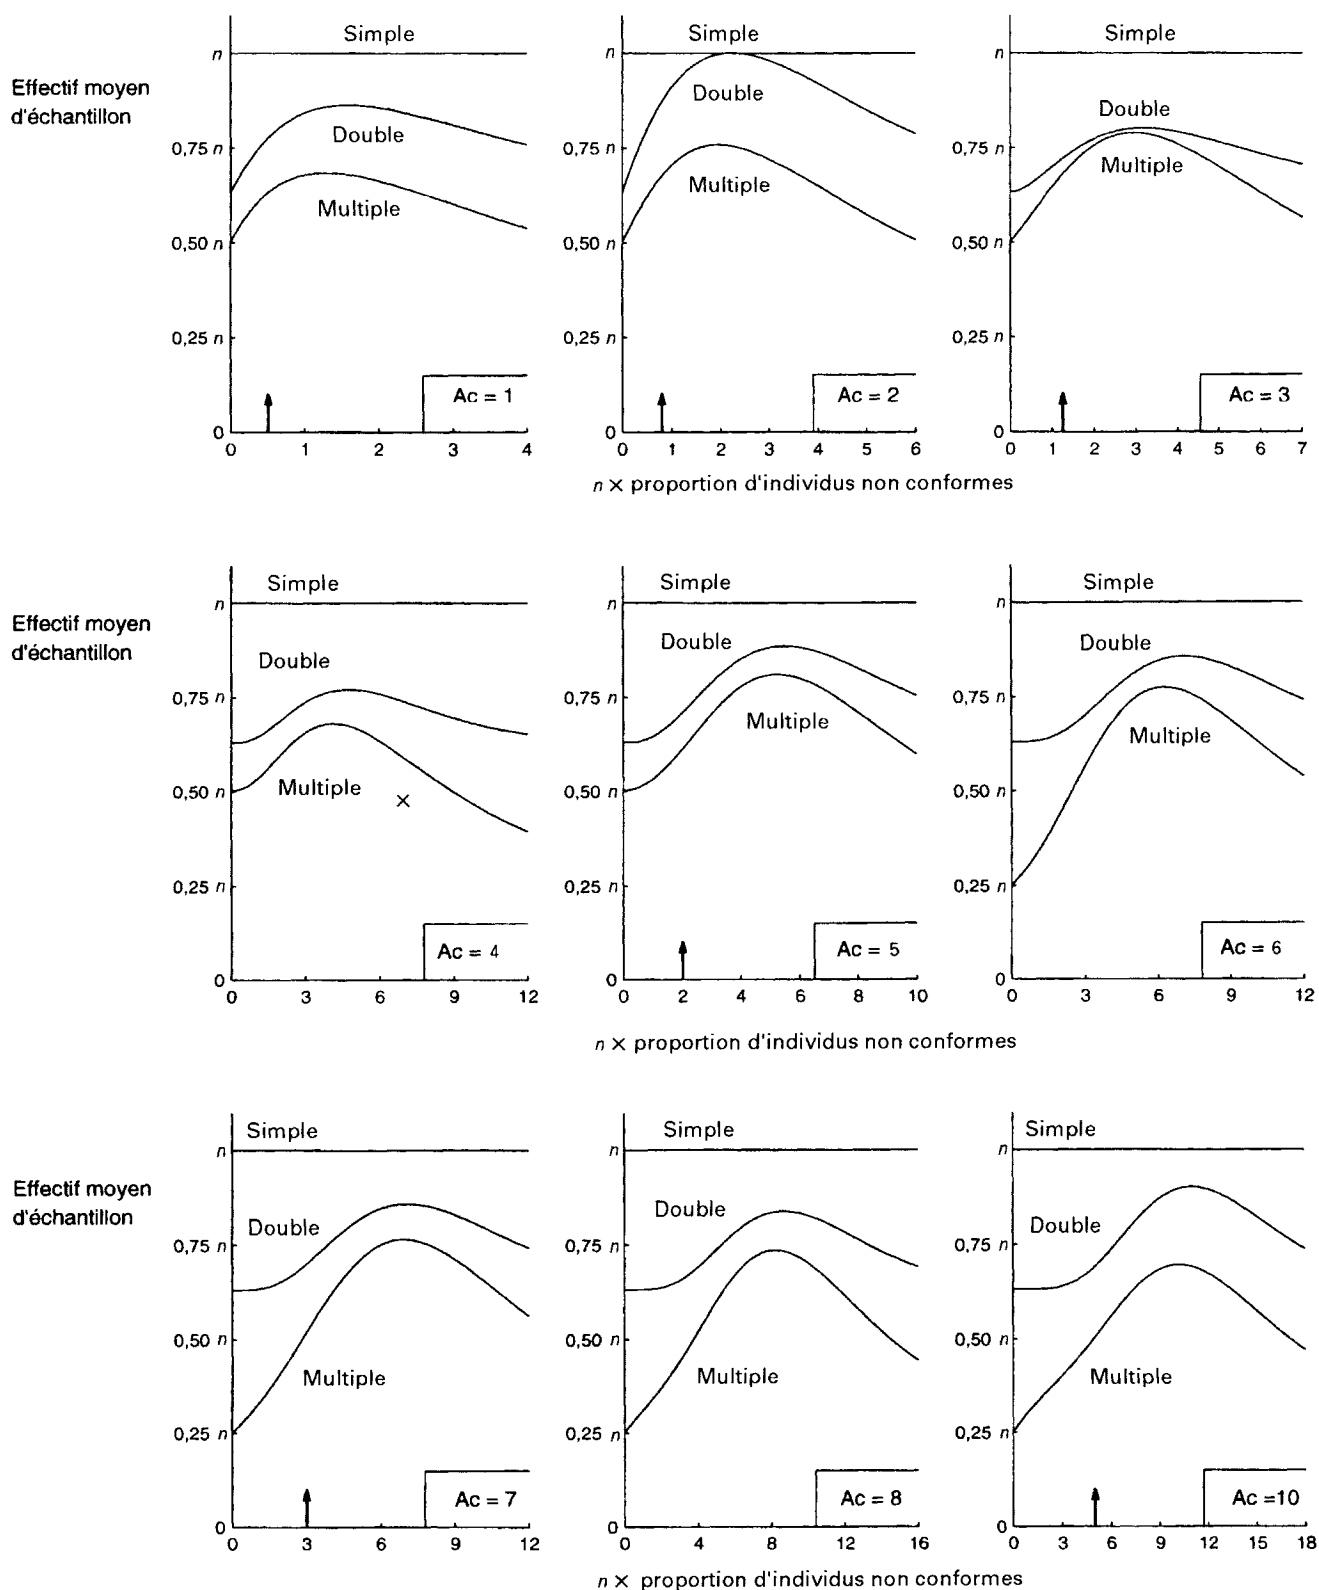 Effectif moyen
d'échantillon
Simple
n
Double
0,75 n
Multiple
0,50 n
0,25 n
Ac = 1
0
0 1 2 3 4
Simple
n
Double
0,75 n
Multiple
0,50 n
0,25 n
Ac = 2
0
0 1 2 3 4 5 6
Simple
n
Double
0,75 n
Multiple
0,50 n
0,25 n
Ac = 3
0
0 1 2 3 4 5 6 7
n × proportion d'individus non conformes
Effectif moyen
d'échantillon
Simple
n
Double
0,75 n
Multiple
0,50 n
×
0,25 n
Ac = 4
0
0 3 6 9 12
Simple
n
Double
0,75 n
Multiple
0,50 n
0,25 n
Ac = 5
0
0 2 4 6 8 10
Simple
n
Double
0,75 n
Multiple
0,50 n
0,25 n
Ac = 6
0
0 3 6 9 12
n × proportion d'individus non conformes
Effectif moyen
d'échantillon
Simple
n
Double
0,75 n
0,50 n
Multiple
0,25 n
Ac = 7
0
0 3 6 9 12
Simple
n
Double
0,75 n
0,50 n
Multiple
0,25 n
Ac = 8
0
0 4 8 12 16
Simple
n
Double
0,75 n
0,50 n
Multiple
0,25 n
Ac =10
0
0 3 6 9 12 15 18
n × proportion d'individus non conformes